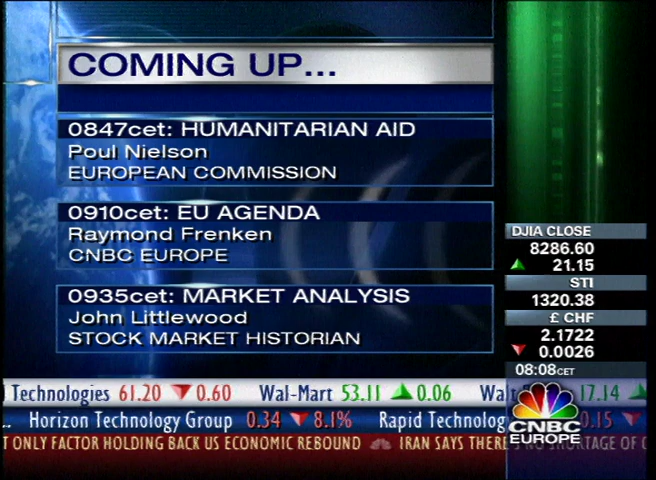 COMING UP...
0847cet: HUMANITARIAN AID
Poul Nielson
EUROPEAN COMMISSION
0910cet: EU AGENDA
Raymond Frenken
CNBC EUROPE
0935cet: MARKET ANALYSIS
John Littlewood
STOCK MARKET HISTORIAN
DJIA CLOSE
8286.60
21.15
STI
1320.38
£ CHF
2.1722
0.0026
08:08CET
Technologies 61.20 0.60 Wal-Mart 53.11 0.06 17.14
... Horizon Technology Group 0.34 8.1% Rapid Technolog 0.15
T ONLY FACTOR HOLDING BACK US ECONOMIC REBOUND IRAN SAYS THERE'S NO SHORTAGE OF
CNBC
EUROPE